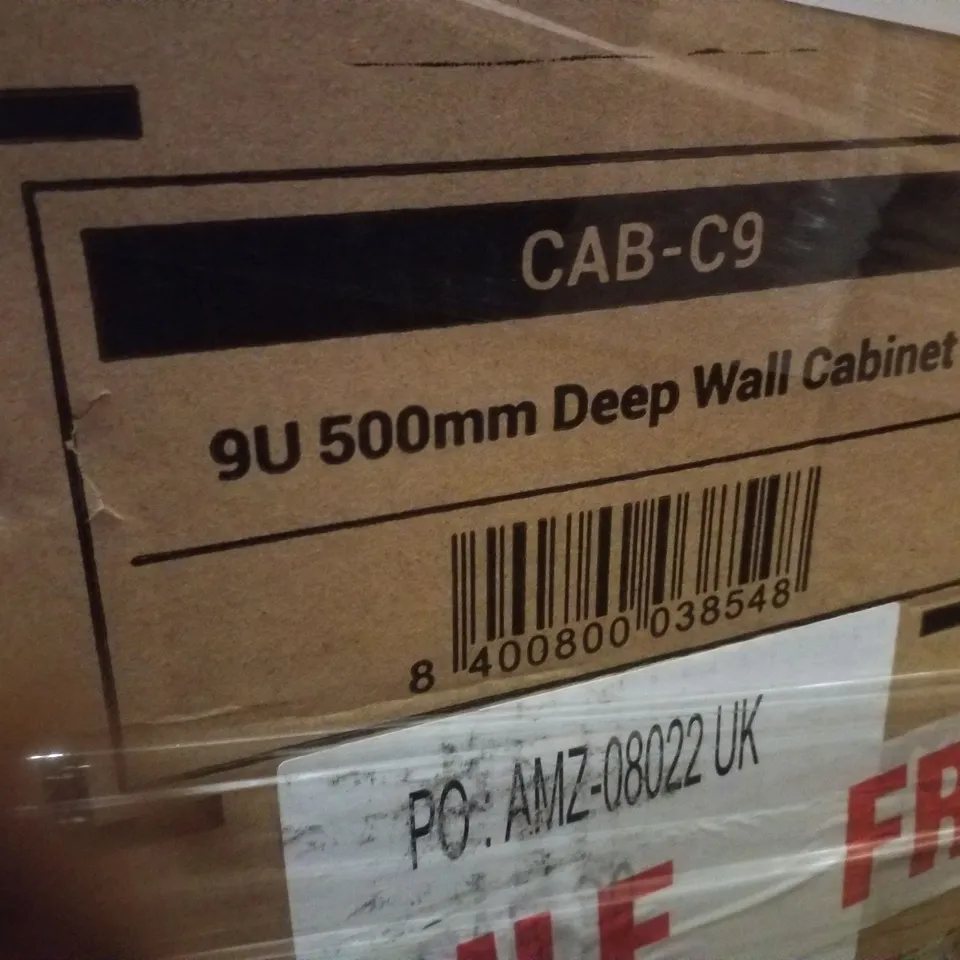 CAB-C9
9U 500mm Deep Wall Cabinet
8 400800 038548
PO: AMZ-08022 UK